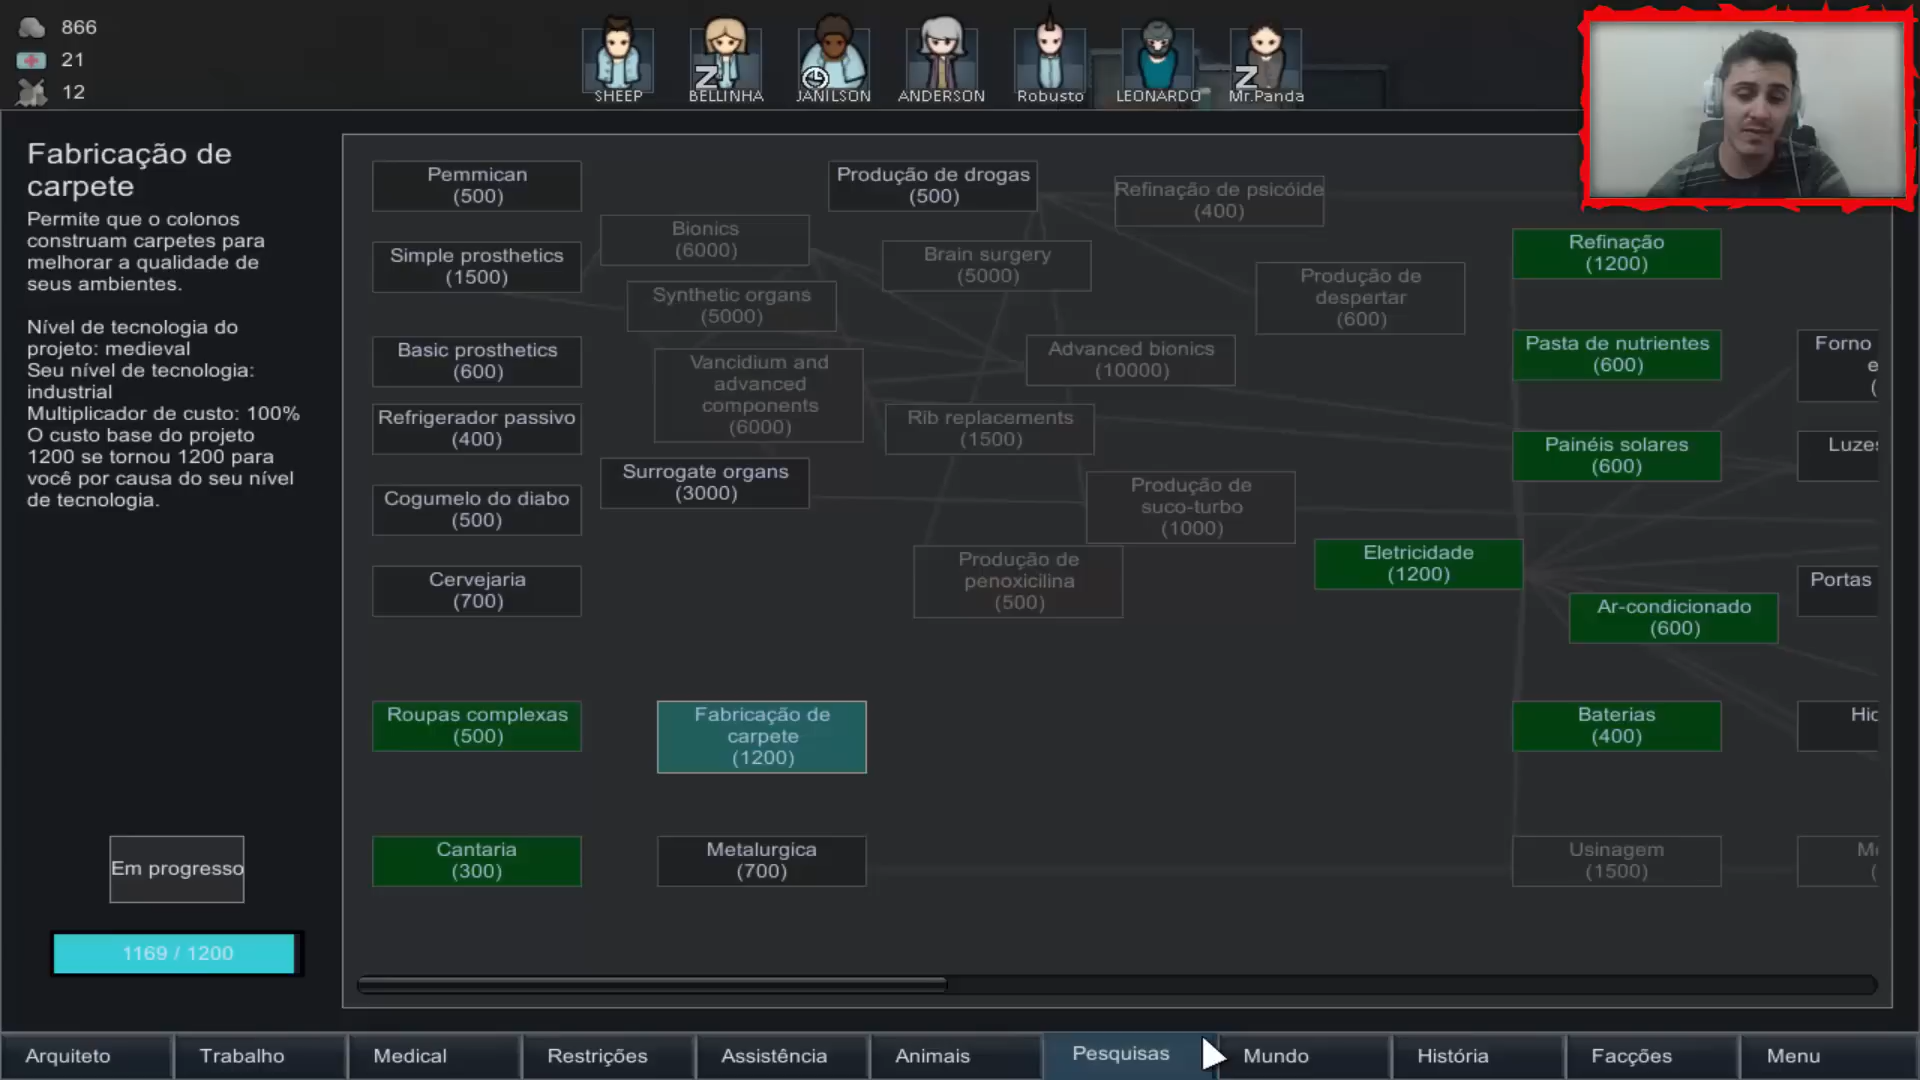 866
21
12
SHEEP
BELLINHA
JANILSON
ANDERSON
Robusto
LEONARDO
Mr.Panda
Fabricação de
carpete
Permite que o colonos
construam carpetes para
melhorar a qualidade de
seus ambientes.
Nível de tecnologia do
projeto: medieval
Seu nível de tecnologia:
industrial
Multiplicador de custo: 100%
O custo base do projeto
1200 se tornou 1200 para
você por causa do seu nível
de tecnologia.
Em progresso
1169 / 1200
Pemmican
(500)
Simple prosthetics
(1500)
Basic prosthetics
(600)
Refrigerador passivo
(400)
Cogumelo do diabo
(500)
Cervejaria
(700)
Roupas complexas
(500)
Cantaria
(300)
Bionics
(6000)
Synthetic organs
(5000)
Vancidium and
advanced
components
(6000)
Surrogate organs
(3000)
Fabricação de
carpete
(1200)
Metalurgica
(700)
Produção de drogas
(500)
Brain surgery
(5000)
Rib replacements
(1500)
Produção de
penoxicilina
(500)
Refinação de psicóide
(400)
Advanced bionics
(10000)
Produção de
suco-turbo
(1000)
Produção de
despertar
(600)
Eletricidade
(1200)
Refinação
(1200)
Pasta de nutrientes
(600)
Painéis solares
(600)
Ar-condicionado
(600)
Baterias
(400)
Usinagem
(1500)
Forno
e
(
Luzes
Portas
Hic
(
Arquiteto
Trabalho
Medical
Restrições
Assistência
Animais
Pesquisas
Mundo
História
Facções
Menu